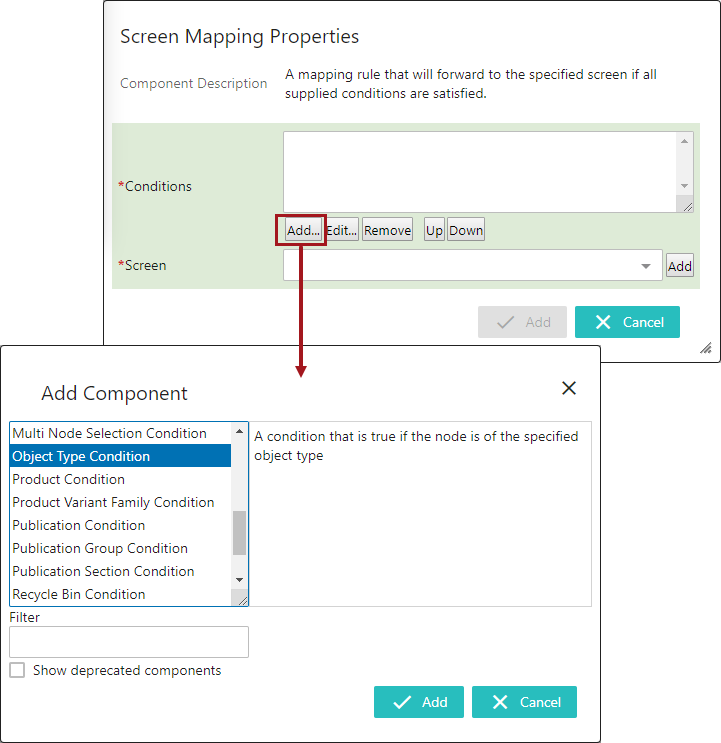 Screen Mapping Properties
Component Description
A mapping rule that will forward to the specified screen if all
supplied conditions are satisfied.
*Conditions
Add... Edit... Remove Up Down
*Screen
Add
Add Cancel
Add Component
Multi Node Selection Condition
Object Type Condition
Product Condition
Product Variant Family Condition
Publication Condition
Publication Group Condition
Publication Section Condition
Recycle Bin Condition
A condition that is true if the node is of the specified
object type
Filter
Show deprecated components
Add Cancel